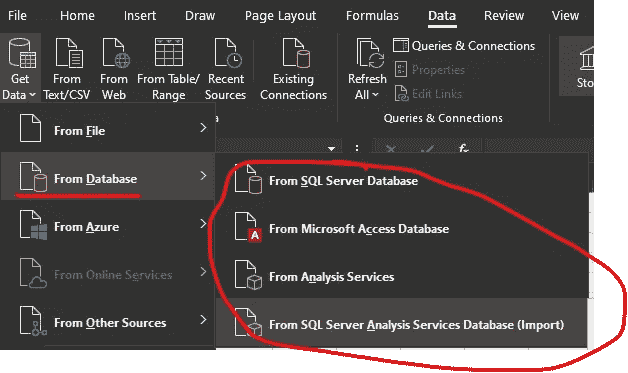 File Home Insert Draw Page Layout Formulas Data Review View
Get Data
From Text/CSV
From Web
From Table/ Range
Recent Sources
Existing Connections
Refresh All
Queries & Connections
Properties
Edit Links
Queries & Connections
Sto
a
fx
From File
From Database
From Azure
From Online Services
From Other Sources
From SQL Server Database
A
From Microsoft Access Database
From Analysis Services
From SQL Server Analysis Services Database (Import)